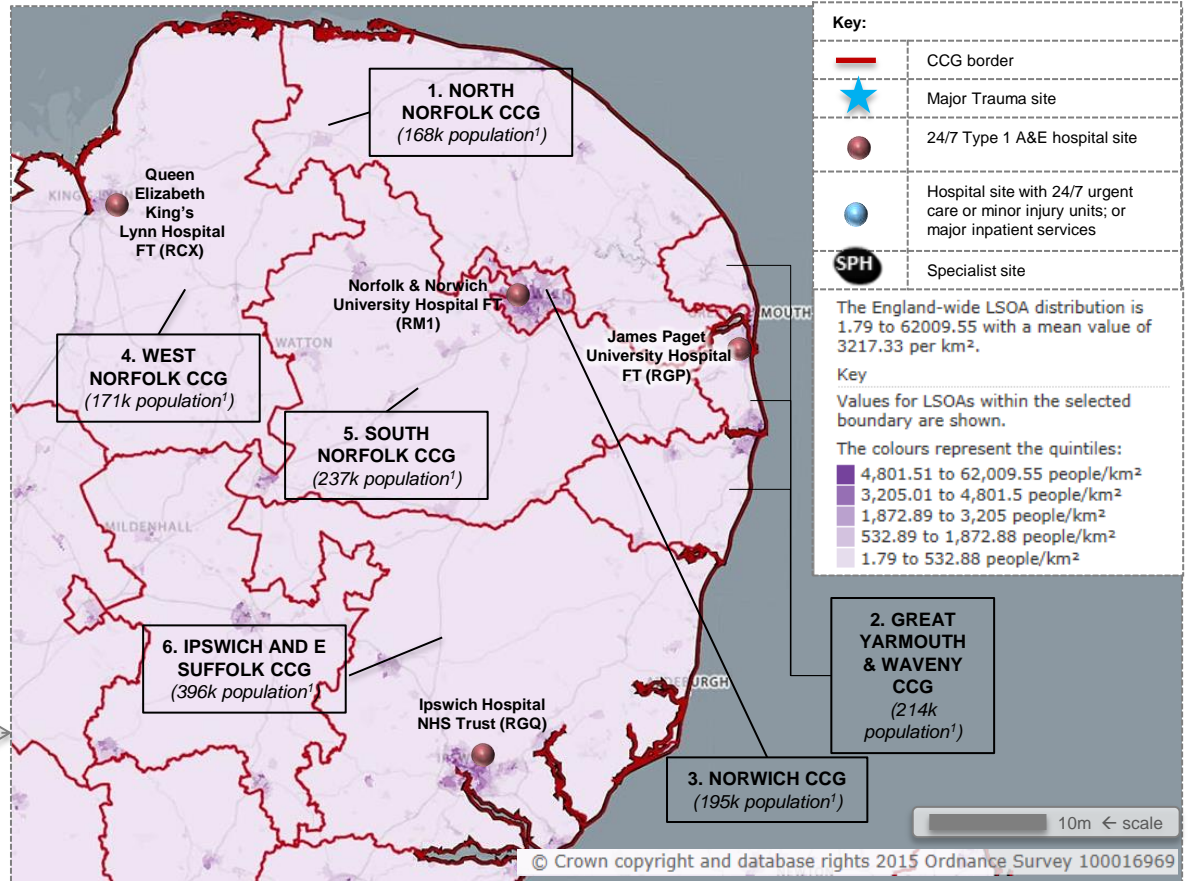 1. NORTH
NORFOLK CCG
(168k population¹)
Queen
Elizabeth
King's
Lynn Hospital
FT (RCX)
Norfolk & Norwich
University Hospital FT
(RM1)
MOUTH
James Paget
University Hospital
FT (RGP)
WATTON
4. WEST
NORFOLK CCG
(171k population¹)
5. SOUTH
NORFOLK CCG
(237k population¹)
MILDENHALL
6. IPSWICH AND E
SUFFOLK CCG
(396k population¹)
Ipswich Hospital
NHS Trust (RGQ)
2. GREAT
YARMOUTH
& WAVENY
CCG
(214k
population¹)
3. NORWICH CCG
(195k population¹)
Key:
CCG border
Major Trauma site
24/7 Type 1 A&E hospital site
Hospital site with 24/7 urgent
care or minor injury units; or
major inpatient services
SPH
Specialist site
The England-wide LSOA distribution is
1.79 to 62009.55 with a mean value of
3217.33 per km².
Key
Values for LSOAs within the selected
boundary are shown.
The colours represent the quintiles:
4,801.51 to 62,009.55 people/km²
3,205.01 to 4,801.5 people/km²
1,872.89 to 3,205 people/km²
532.89 to 1,872.88 people/km²
1.79 to 532.88 people/km²
10m ← scale
© Crown copyright and database rights 2015 Ordnance Survey 100016969